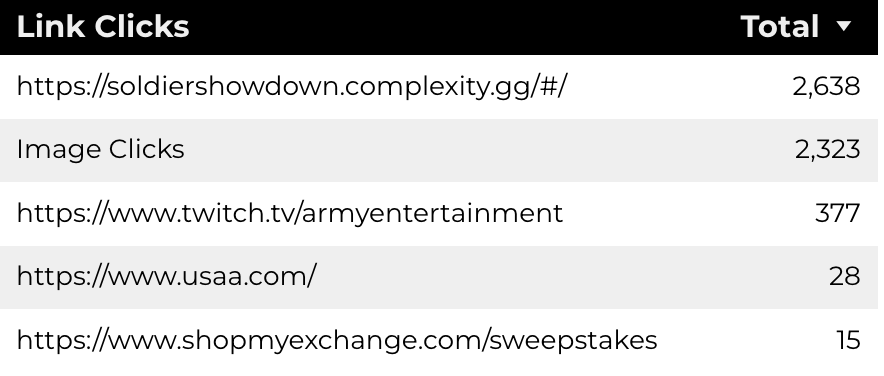 Link Clicks Total
https://soldiershowdown.complexity.gg/#/ 2,638
Image Clicks 2,323
https://www.twitch.tv/armyentertainment 377
https://www.usaa.com/ 28
https://www.shopmyexchange.com/sweepstakes 15